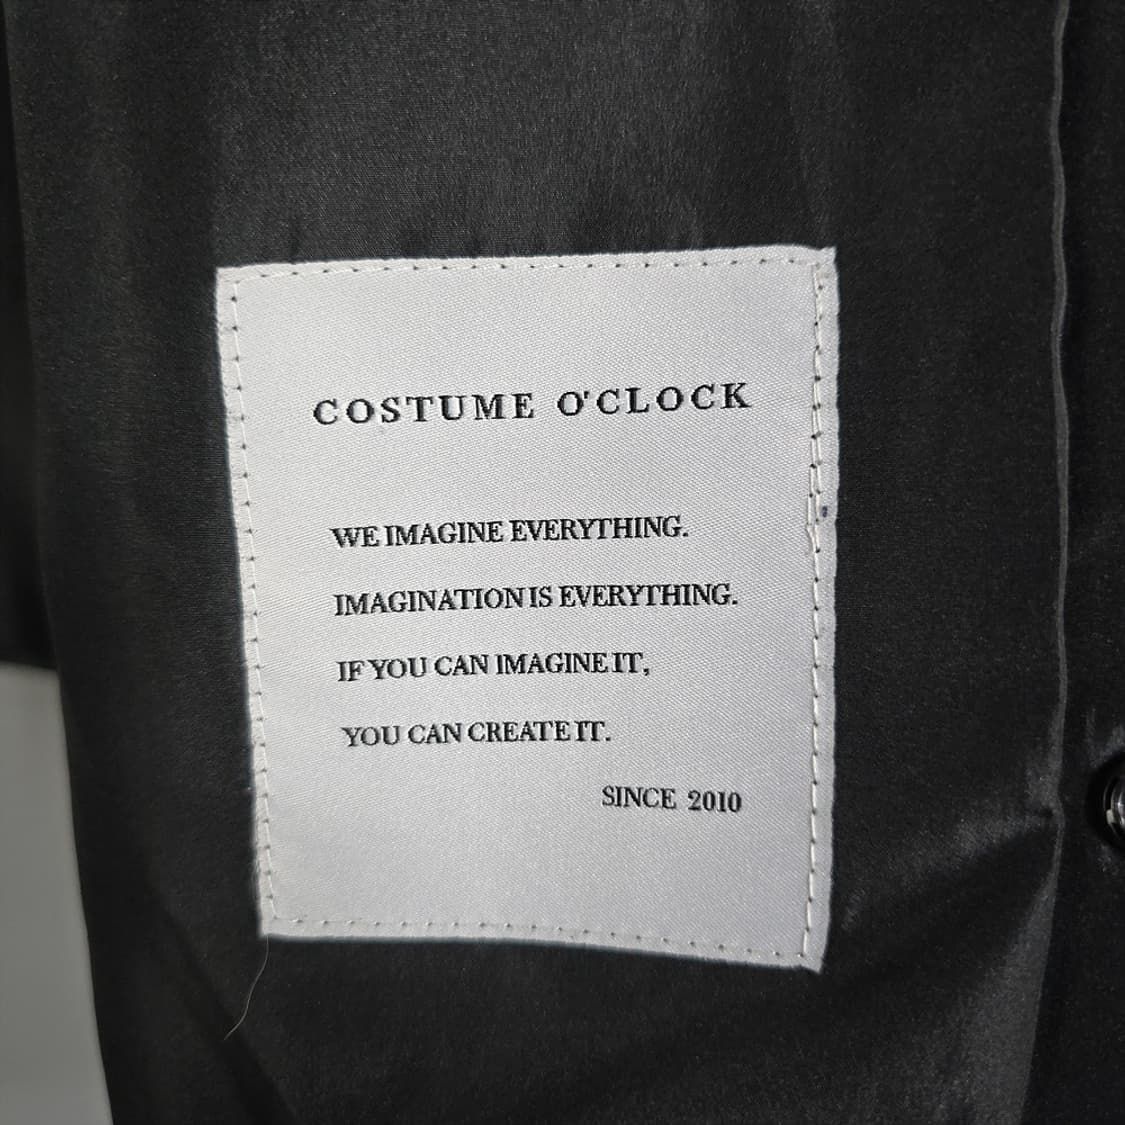 COSTUME O'CLOCK
WE IMAGINE EVERYTHING.
IMAGINATION IS EVERYTHING.
IF YOU CAN IMAGINE IT,
YOU CAN CREATE IT.
SINCE 2010